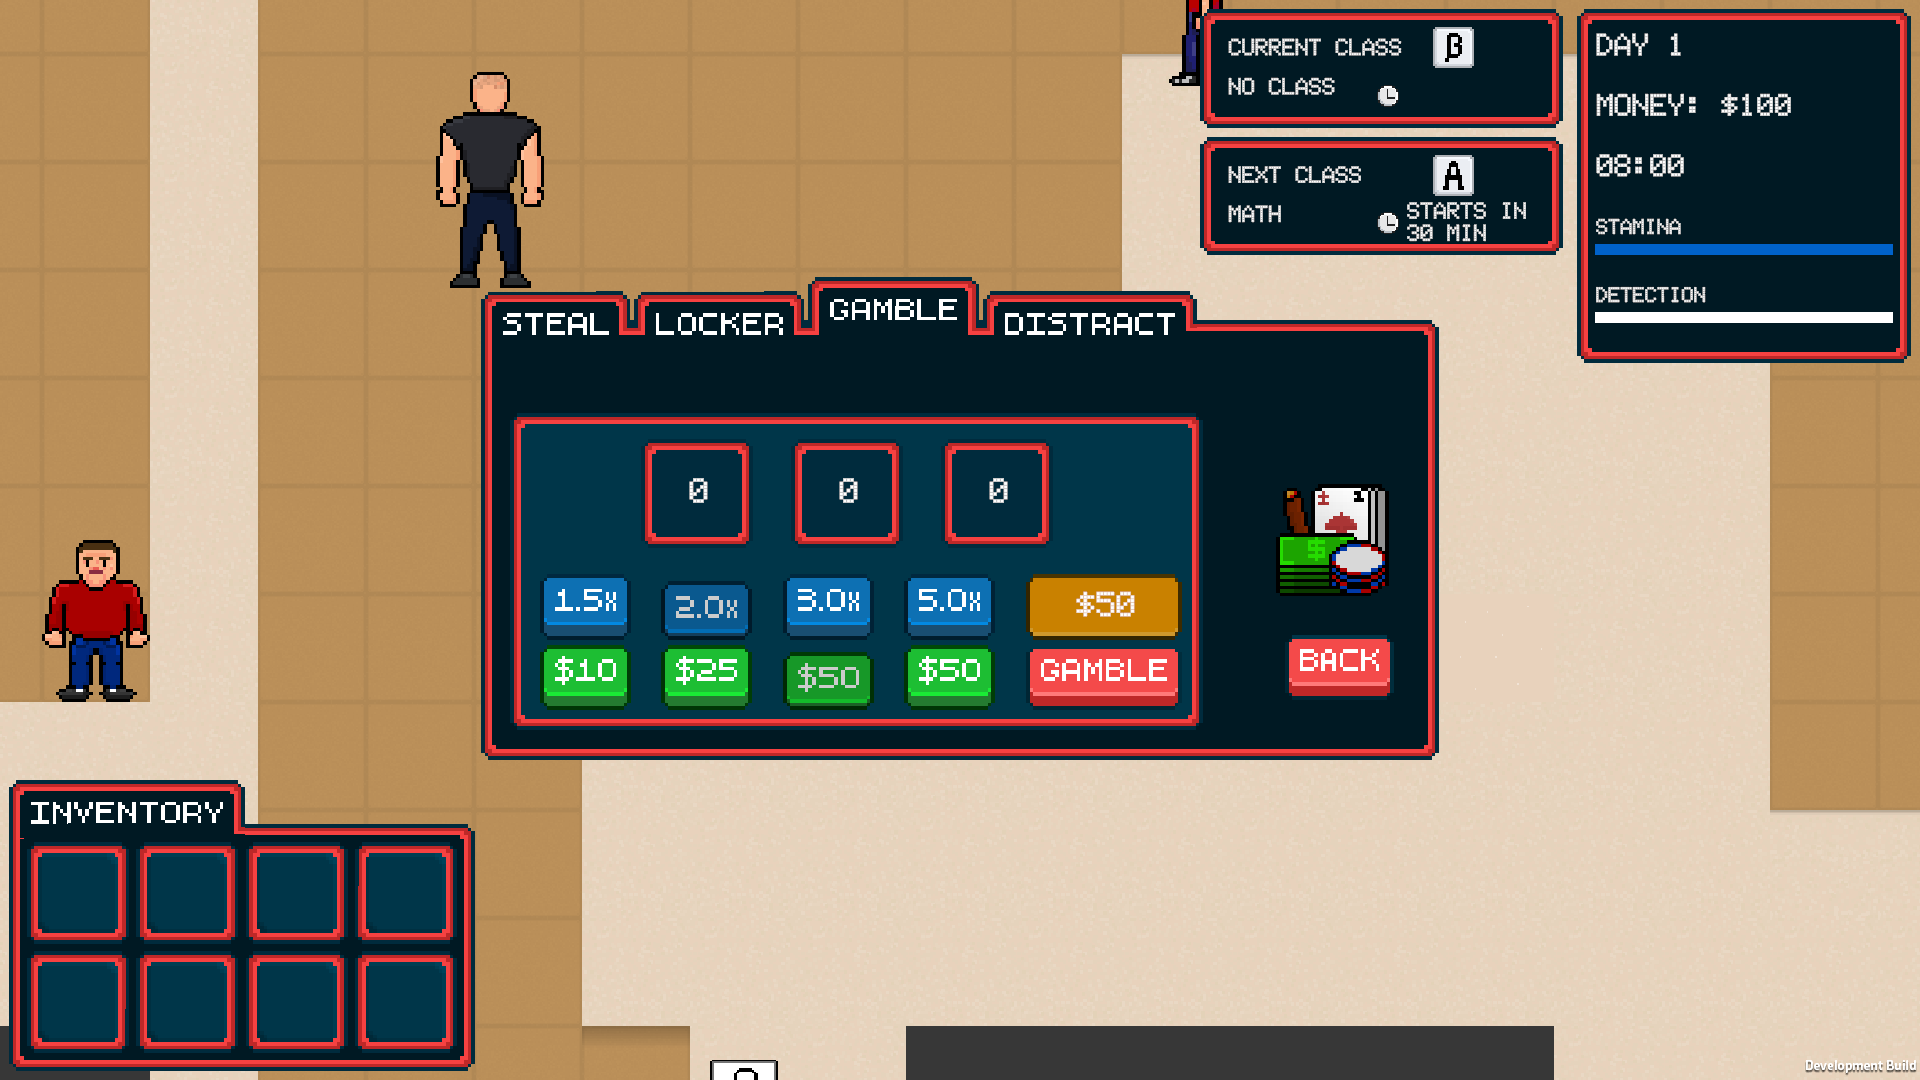 CURRENT CLASS β
NO CLASS
NEXT CLASS A
MATH
STARTS IN
30 MIN
DAY 1
MONEY: $100
08:00
STAMINA
DETECTION
STEAL
LOCKER
GAMBLE
DISTRACT
0 0 0
1.5x 2.0x 3.0x 5.0x $50
$10 $25 $50 $50 GAMBLE
BACK
INVENTORY
Development Build